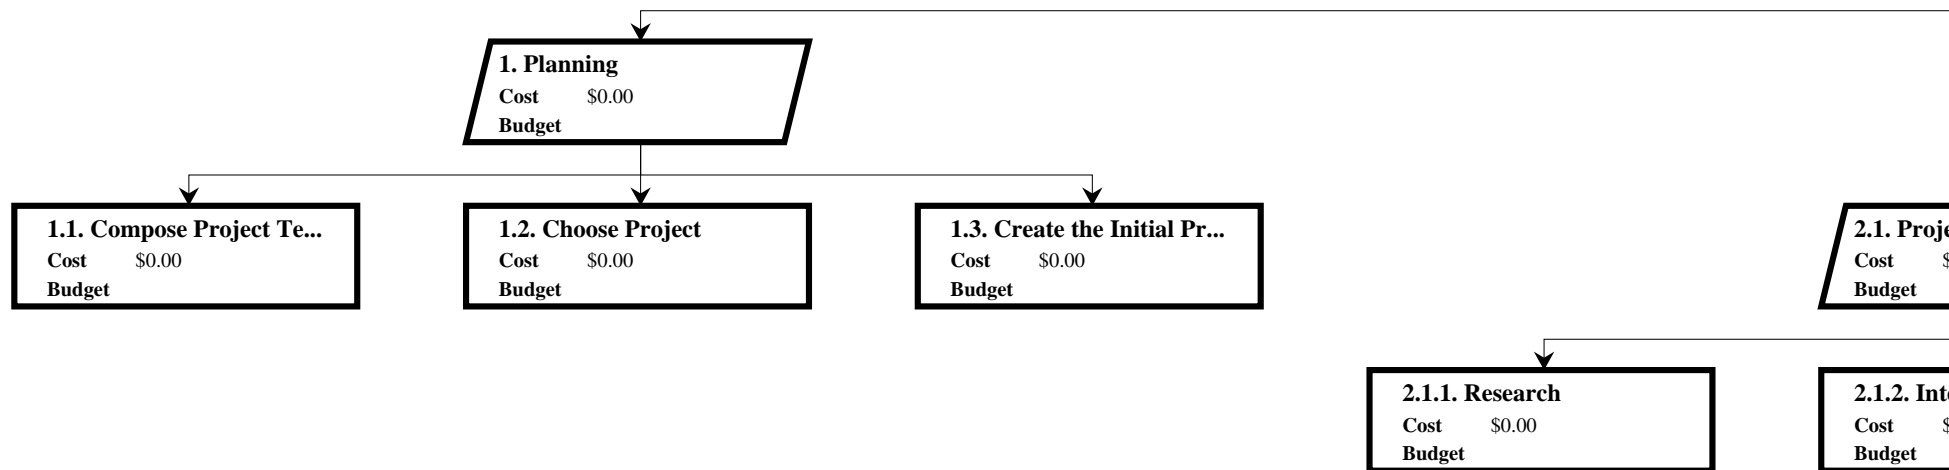 1. Planning
Cost $0.00
Budget
1.1. Compose Project Te...
Cost $0.00
Budget
1.2. Choose Project
Cost $0.00
Budget
1.3. Create the Initial Pr...
Cost $0.00
Budget
2.1.
Cost
Budget
2.1.1. Research
Cost $0.00
Budget
2.1.2.
Cost
Budget